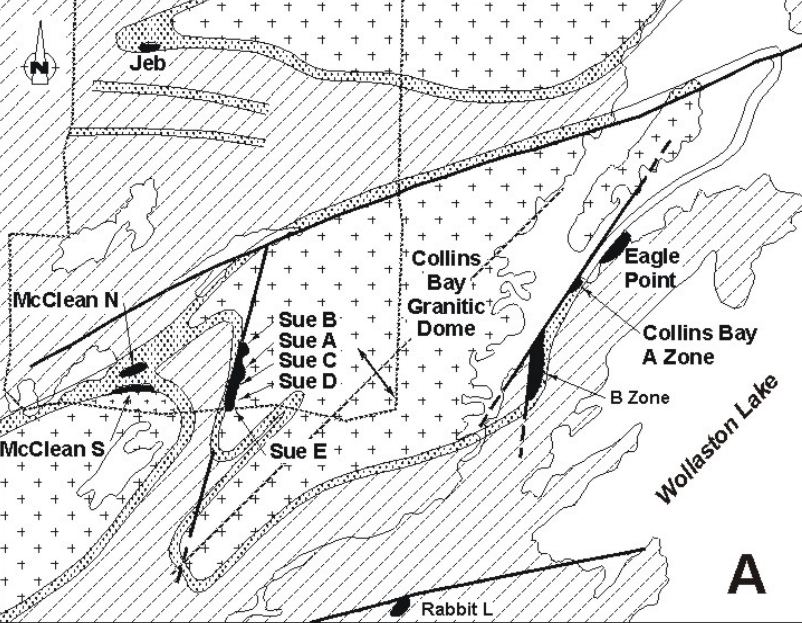 N
Jeb
Collins
Bay
Granitic
Dome
Eagle
Point
McClean N
Sue B
Sue A
Sue C
Sue D
Collins Bay
A Zone
B Zone
McClean S
Sue E
Wollaston Lake
A
Rabbit L